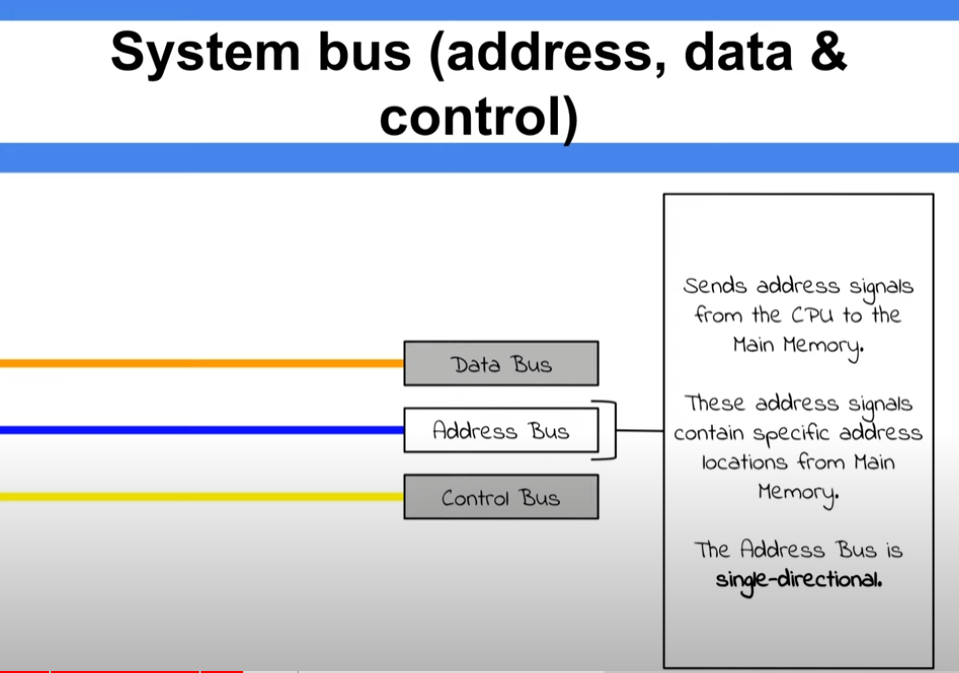 System bus (address, data &
control)
Data Bus
Address Bus
Control Bus
Sends address signals
from the CPU to the
Main Memory.
These address signals
contain specific address
locations from Main
Memory.
The Address Bus is
single-directional.